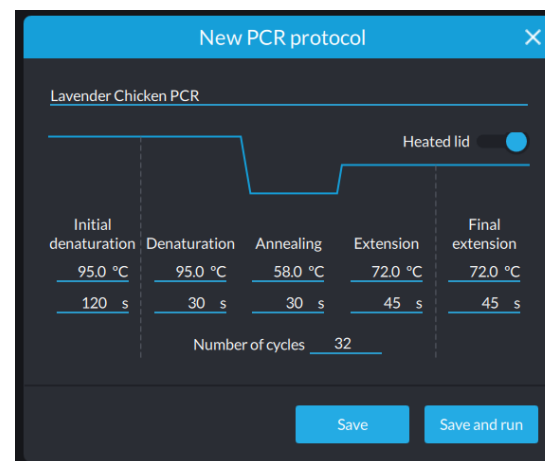 New PCR protocol
Lavender Chicken PCR
Heated lid
Initial denaturation Denaturation Annealing Extension Final extension
95.0 °C 95.0 °C 58.0 °C 72.0 °C 72.0 °C
120 s 30 s 30 s 45 s 45 s
Number of cycles 32
Save Save and run